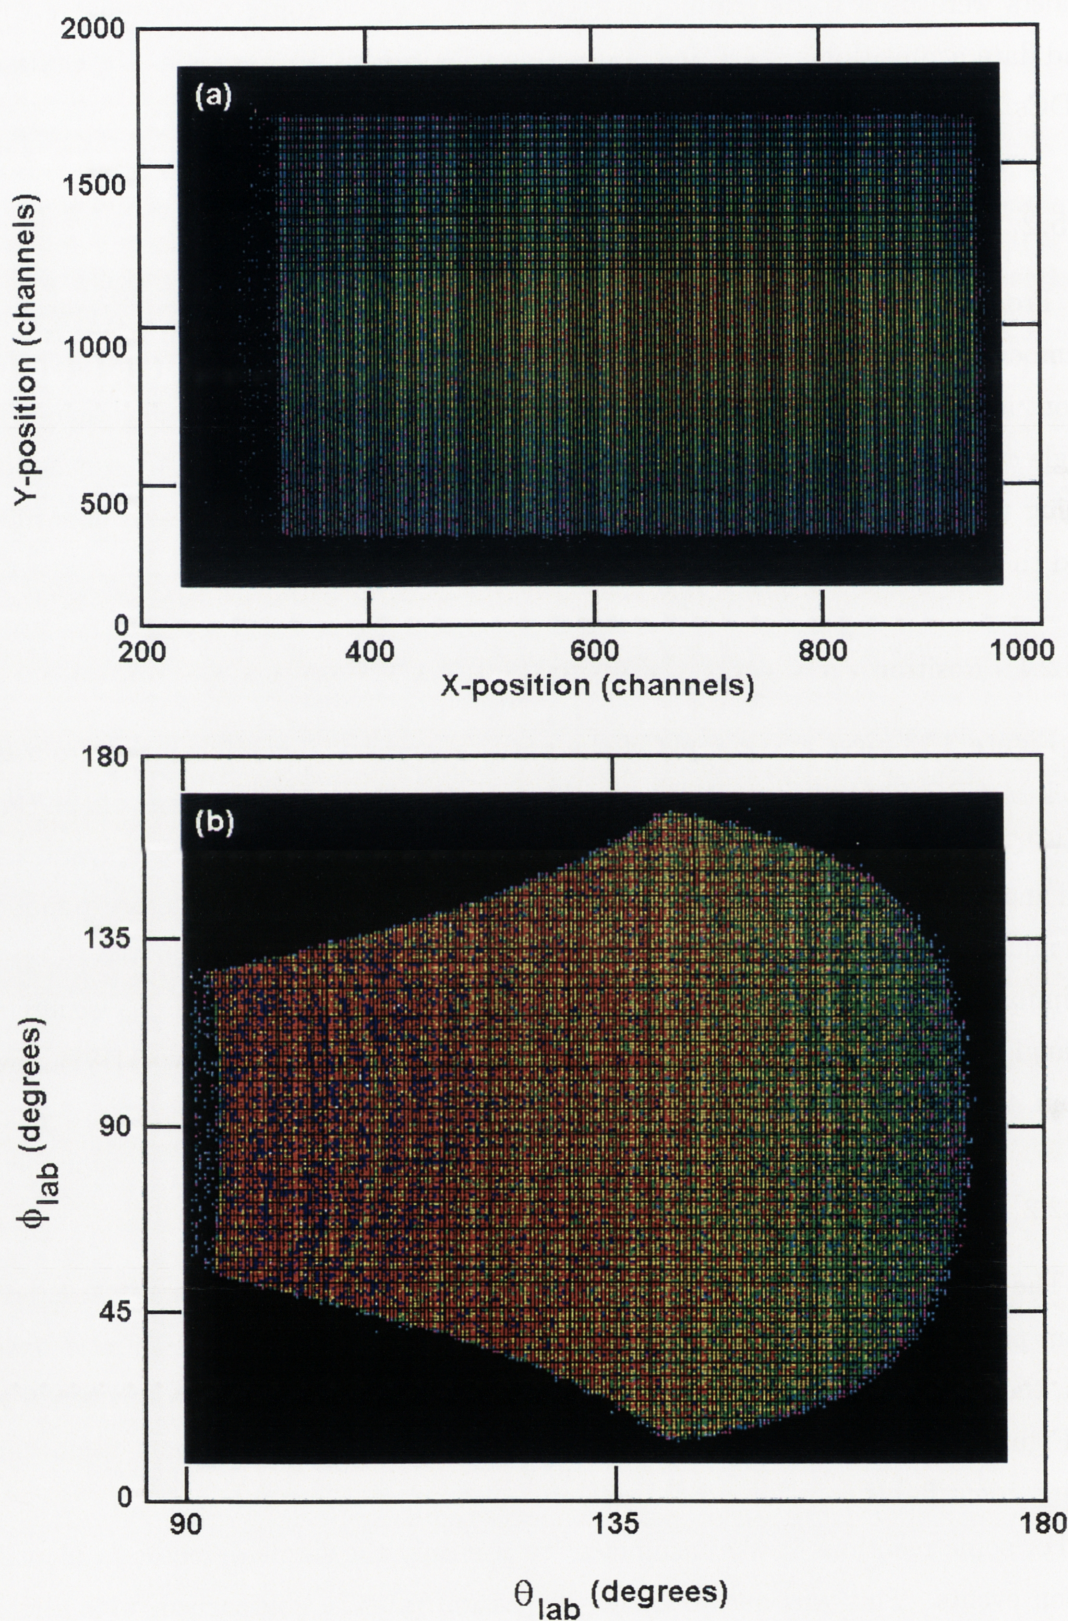 2000
(a)
1500
1000
500
0
Y-position (channels)
200 400 600 800 1000
X-position (channels)
180
(b)
135
90
45
0
ϕlab (degrees)
90 135 180
θlab (degrees)